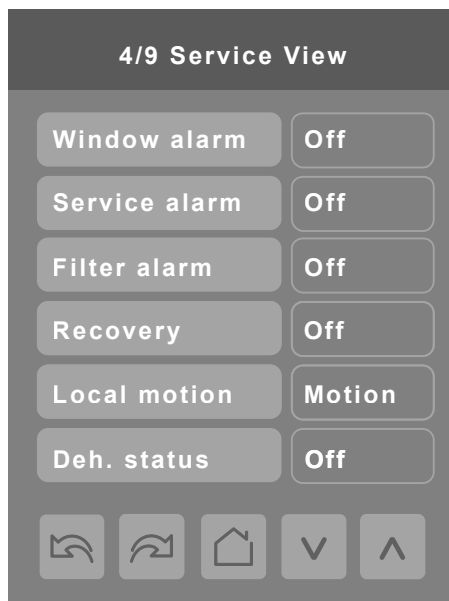 4/9 Service View
Window alarm Off
Service alarm Off
Filter alarm Off
Recovery Off
Local motion Motion
Deh. status Off